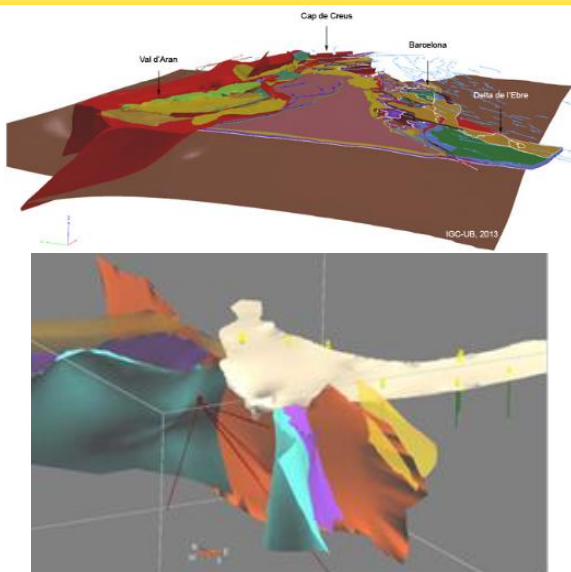 Cap de Creus
Barcelona
Val d'Aran
Delta de l'Ebre
IGC-UB, 2013